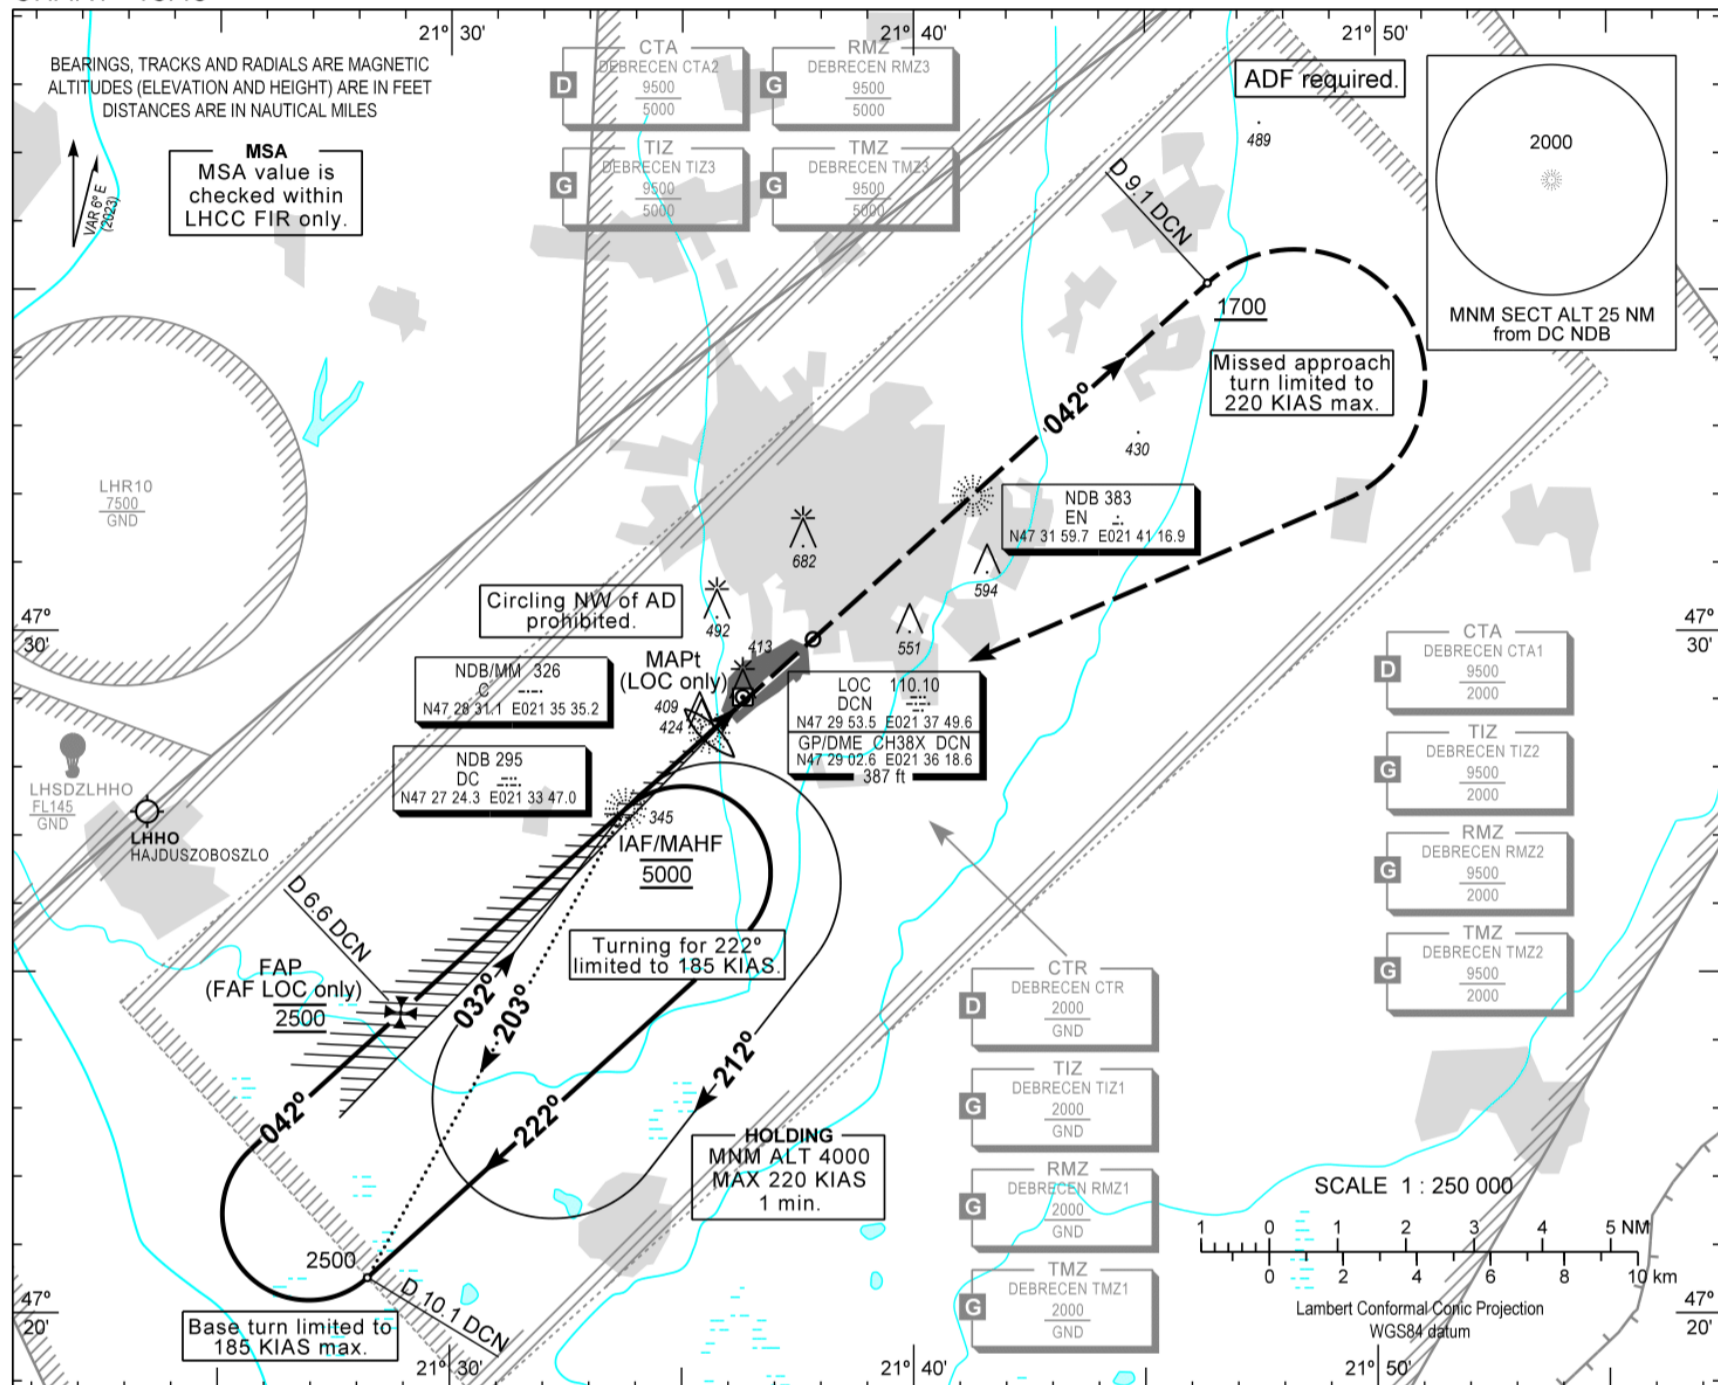 21° 30'
21° 40'
21° 50'
BEARINGS, TRACKS AND RADIALS ARE MAGNETIC
ALTITUDES (ELEVATION AND HEIGHT) ARE IN FEET
DISTANCES ARE IN NAUTICAL MILES
VAR 6° E
(2023)
MSA
MSA value is
checked within
LHCC FIR only.
CTA
DEBRECEN CTA2
D
9500
5000
RMZ
DEBRECEN RMZ3
G
9500
5000
TIZ
DEBRECEN TIZ3
G
9500
5000
TMZ
DEBRECEN TMZ3
G
9500
5000
ADF required.
489
2000
MNM SECT ALT 25 NM
from DC NDB
D 9.1 DCN
1700
Missed approach
turn limited to
220 KIAS max.
042°
430
LHR10
7500
GND
NDB 383
EN
N47 31 59.7 E021 41 16.9
682
594
551
492
413
Circling NW of AD
prohibited.
47°
30'
47°
30'
MAPt
(LOC only)
409
424
NDB/MM 326
C
N47 28 31.1 E021 35 35.2
LOC 110.10
DCN
N47 29 53.5 E021 37 49.6
GP/DME CH38X DCN
N47 29 02.6 E021 36 18.6
387 ft
NDB 295
DC
N47 27 24.3 E021 33 47.0
345
IAF/MAHF
5000
LHSDZLHHO
FL145
GND
LHHO
HAJDUSZOBOSZLO
CTA
DEBRECEN CTA1
D
9500
2000
TIZ
DEBRECEN TIZ2
G
9500
2000
RMZ
DEBRECEN RMZ2
G
9500
2000
TMZ
DEBRECEN TMZ2
G
9500
2000
D 6.6 DCN
FAP
(FAF LOC only)
2500
Turning for 222°
limited to 185 KIAS.
032°
203°
212°
222°
042°
CTR
DEBRECEN CTR
D
2000
GND
TIZ
DEBRECEN TIZ1
G
2000
GND
RMZ
DEBRECEN RMZ1
G
2000
GND
TMZ
DEBRECEN TMZ1
G
2000
GND
HOLDING
MNM ALT 4000
MAX 220 KIAS
1 min.
2500
D 10.1 DCN
Base turn limited to
185 KIAS max.
SCALE 1 : 250 000
1 0 1 2 3 4 5 NM
0 2 4 6 8 10 km
Lambert Conformal Conic Projection
WGS84 datum
47°
20'
47°
20'
21° 30'
21° 40'
21° 50'